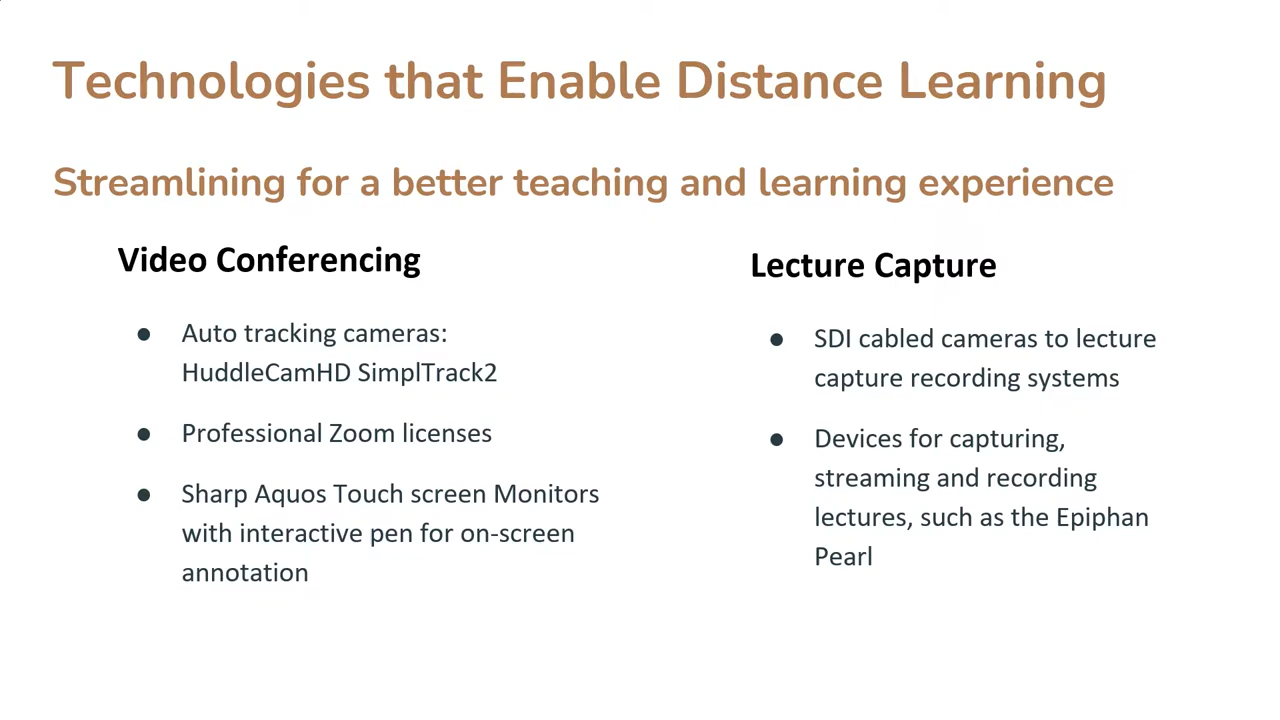 Technologies that Enable Distance Learning
Streamlining for a better teaching and learning experience
Video Conferencing
● Auto tracking cameras:
HuddleCamHD SimplTrack2
● Professional Zoom licenses
● Sharp Aquos Touch screen Monitors
with interactive pen for on-screen
annotation
Lecture Capture
● SDI cabled cameras to lecture
capture recording systems
● Devices for capturing,
streaming and recording
lectures, such as the Epiphan
Pearl